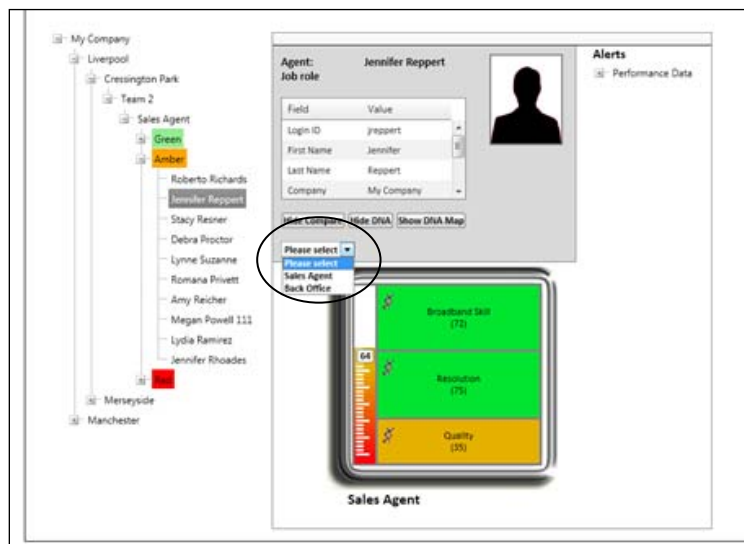 My Company
Liverpool
Cressington Park
Team 2
Sales Agent
Green
Amber
Roberto Richards
Jennifer Reppert
Stacy Resner
Debra Proctor
Lynne Suzanne
Romana Privett
Amy Reicher
Megan Powell 111
Lydia Ramirez
Jennifer Rhoades
Red
Merseyside
Manchester
Agent: Jennifer Reppert
Job role
Field Value
Login ID jreppert
First Name Jennifer
Last Name Reppert
Company My Company
Hide Compare Hide DNA Show DNA Map
Please select
Please select
Sales Agent
Back Office
Alerts
Performance Data
64
Broadband Skill
(72)
Resolution
(75)
Quality
(35)
Sales Agent